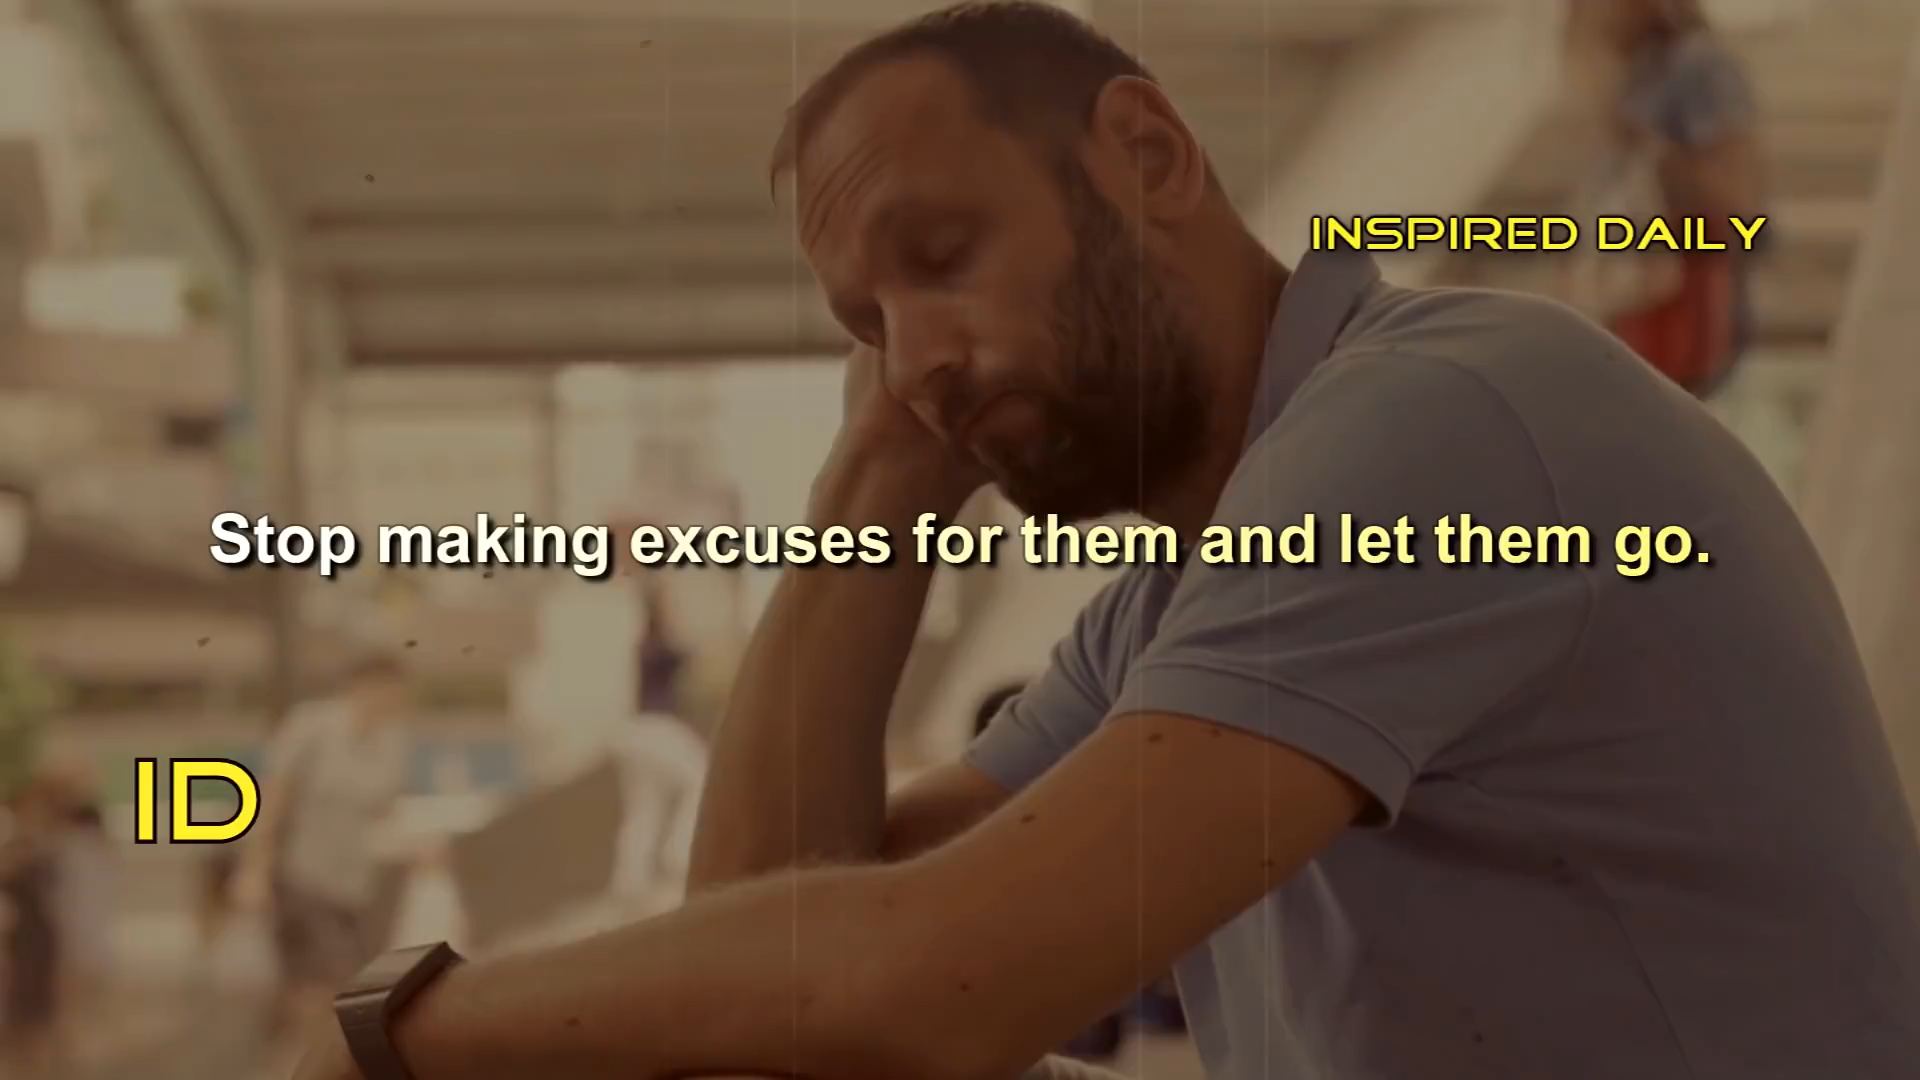 INSPIRED DAILY
Stop making excuses for them and let them go.
ID